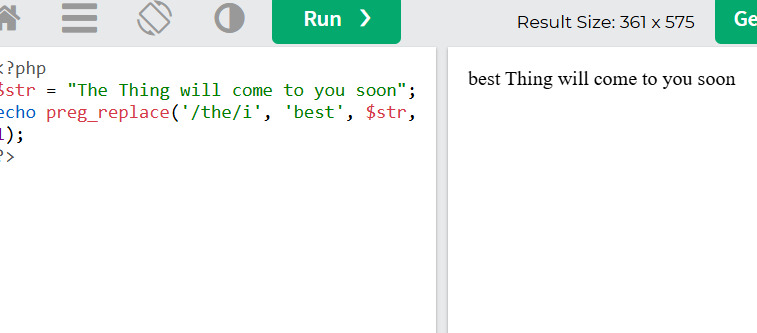 Run ❯
Result Size: 361 x 575
Ge
<?php
$str = "The Thing will come to you soon";
echo preg_replace('/the/i', 'best', $str,
1);
?>
best Thing will come to you soon